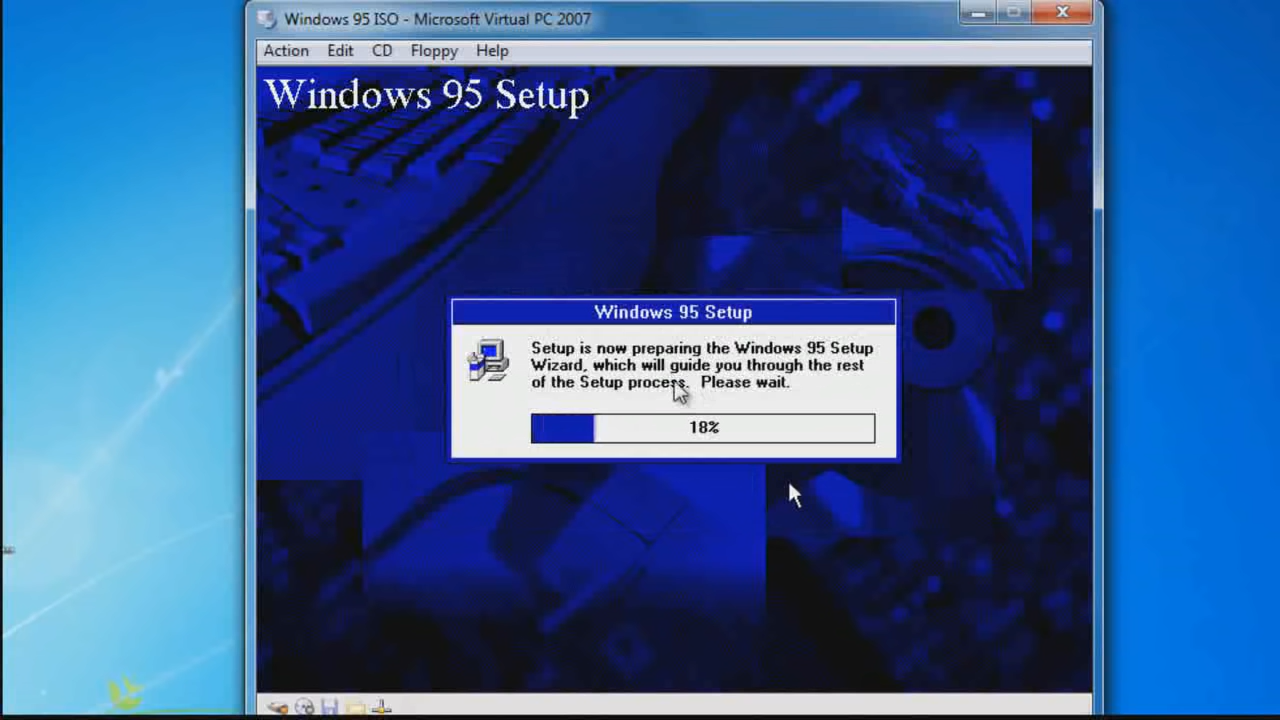 Windows 95 ISO - Microsoft Virtual PC 2007
Action Edit CD Floppy Help
Windows 95 Setup
Windows 95 Setup
Setup is now preparing the Windows 95 Setup
Wizard, which will guide you through the rest
of the Setup process. Please wait.
18%